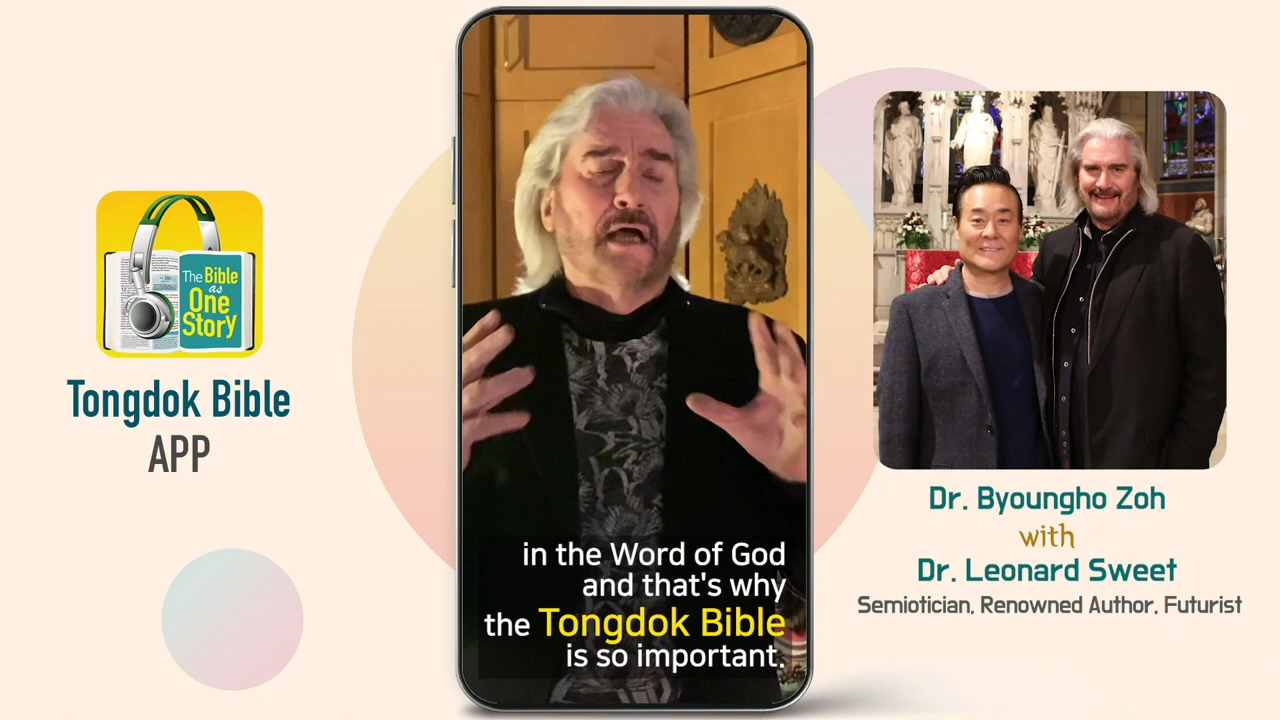 The Bible
as
One
Story
Tongdok Bible
APP
in the Word of God
and that's why
the Tongdok Bible
is so important.
Dr. Byoungho Zoh
with
Dr. Leonard Sweet
Semiotician, Renowned Author, Futurist